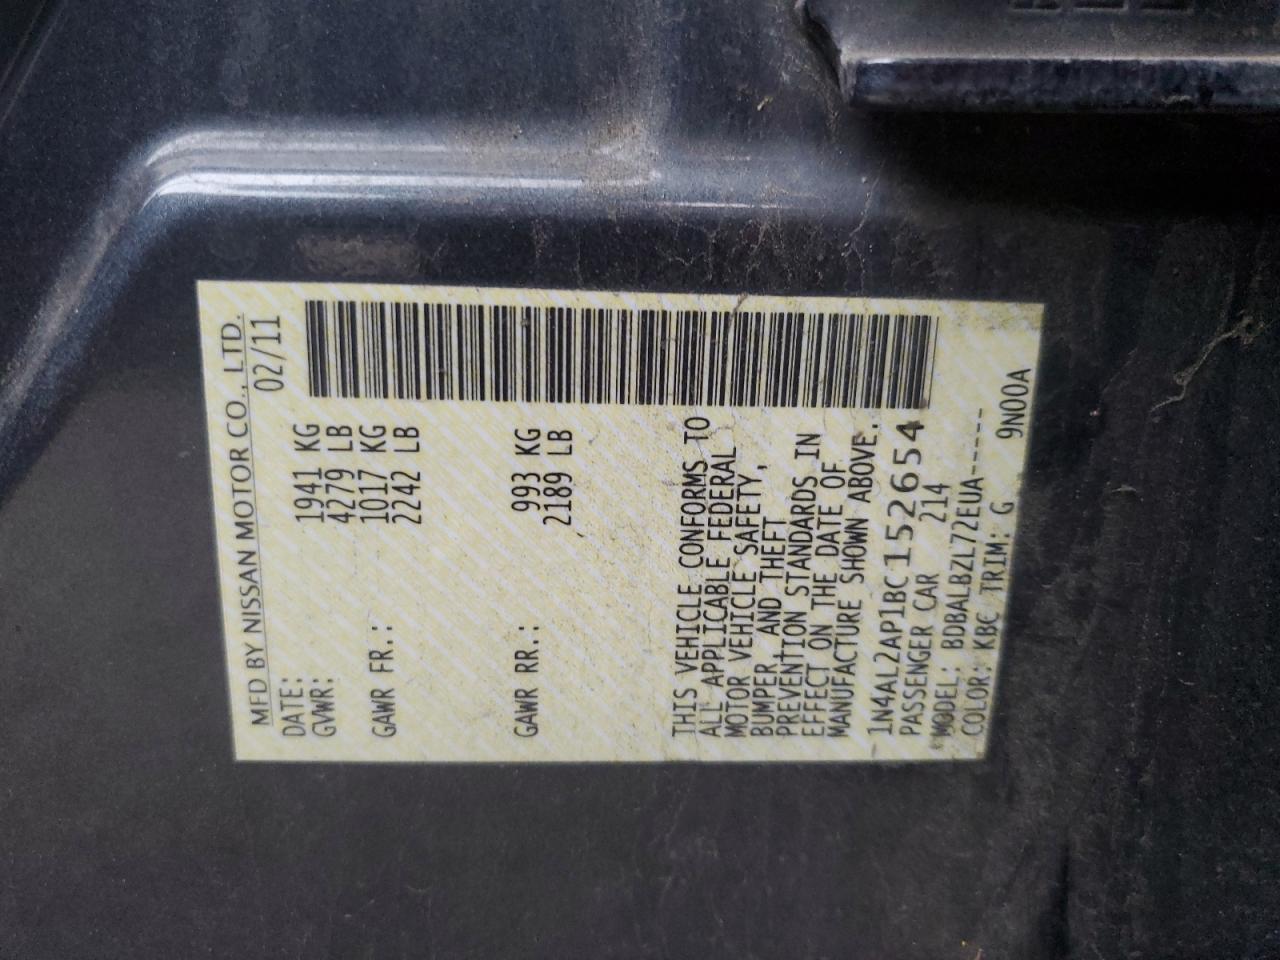 MFD BY NISSAN MOTOR CO., LTD.
DATE: 02/11
GVWR: 1941 KG
4279 LB
GAWR FR.: 1017 KG
2242 LB
GAWR RR.: 993 KG
2189 LB
THIS VEHICLE CONFORMS TO
ALL APPLICABLE FEDERAL
MOTOR VEHICLE SAFETY,
BUMPER, AND THEFT
PREVENTION STANDARDS IN
EFFECT ON THE DATE OF
MANUFACTURE SHOWN ABOVE.
1N4AL2AP1BC152654
PASSENGER CAR 214
MODEL: BDBALBZL72EUA-----
COLOR: KBC TRIM: G 9N00A